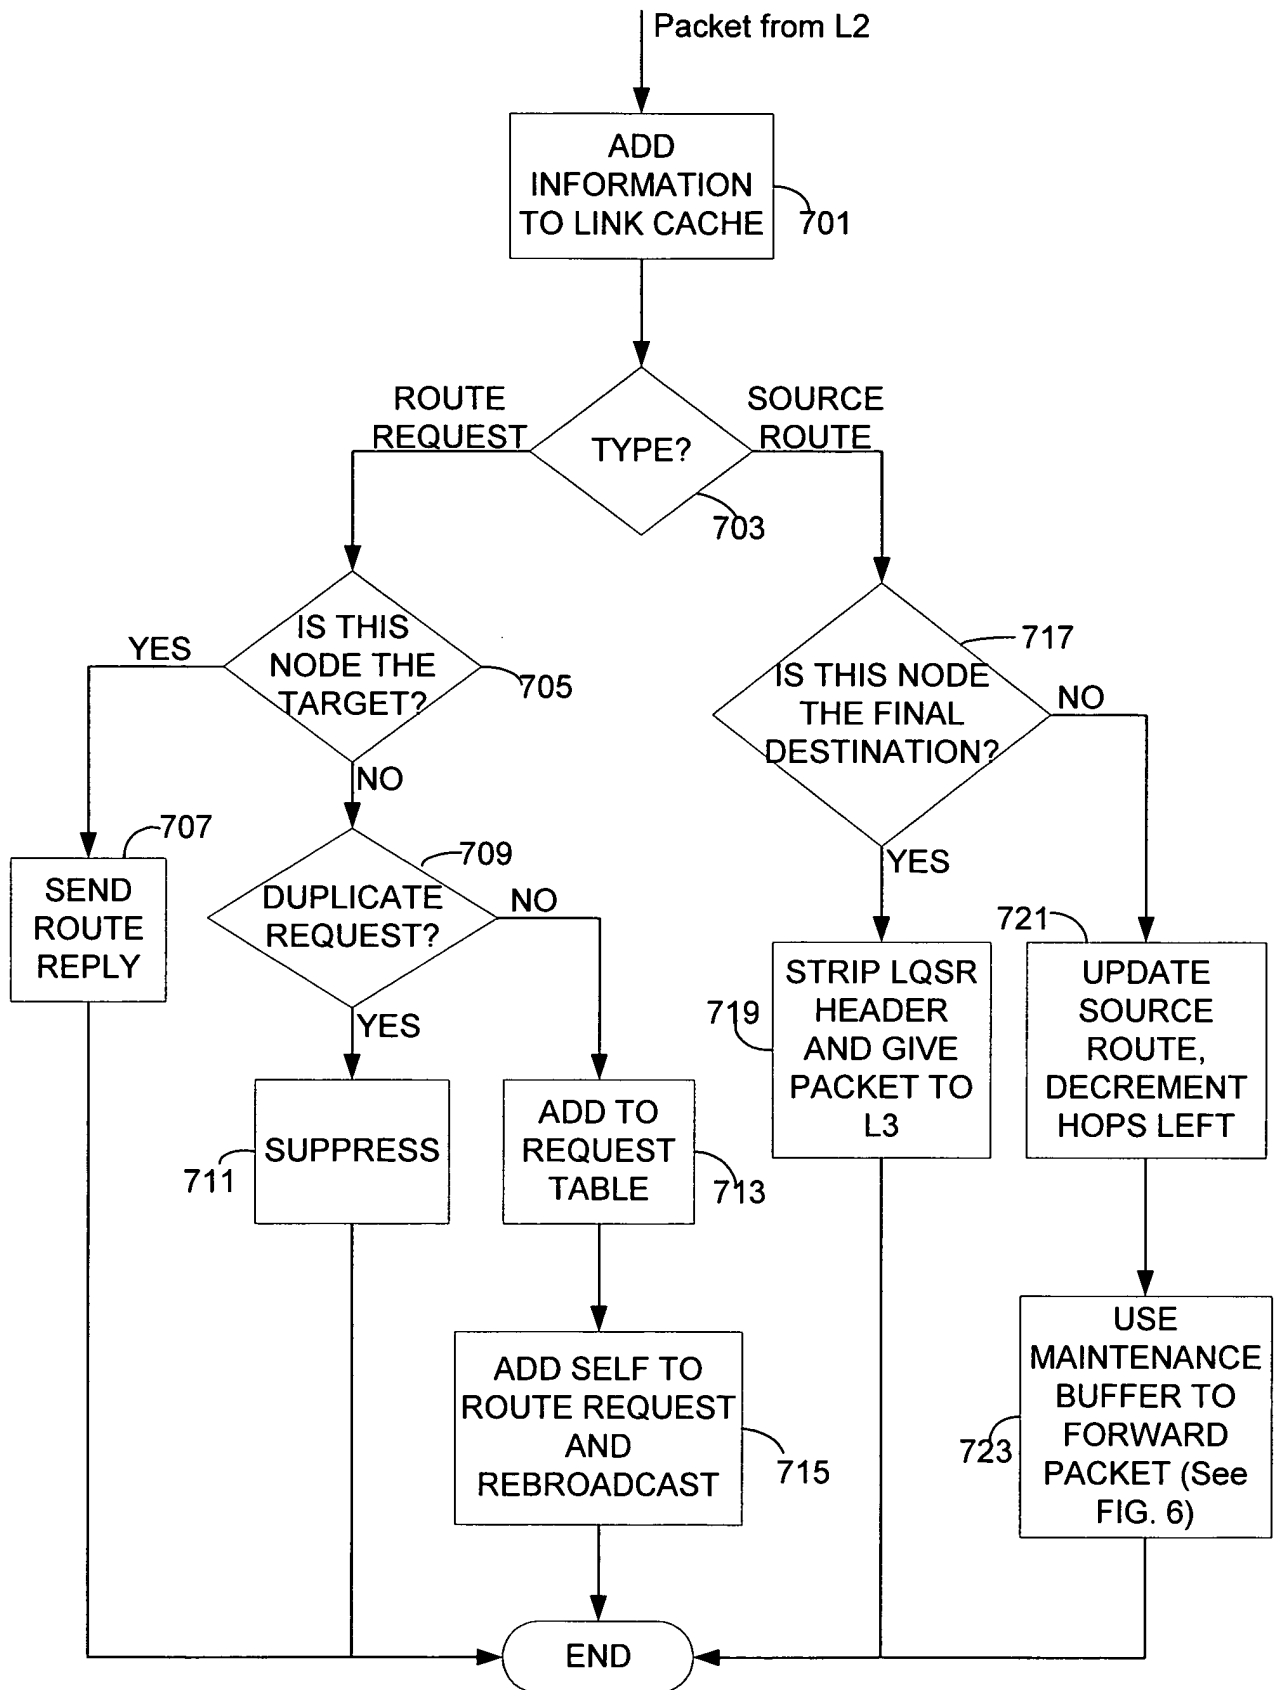 Packet from L2
ADD
INFORMATION
TO LINK CACHE
701
ROUTE
REQUEST
SOURCE
ROUTE
TYPE?
703
IS THIS
NODE THE
TARGET?
YES
705
NO
717
IS THIS NODE
THE FINAL
DESTINATION?
NO
YES
707
SEND
ROUTE
REPLY
709
DUPLICATE
REQUEST?
NO
YES
711
SUPPRESS
ADD TO
REQUEST
TABLE
713
ADD SELF TO
ROUTE REQUEST
AND
REBROADCAST
715
719
STRIP LQSR
HEADER
AND GIVE
PACKET TO
L3
721
UPDATE
SOURCE
ROUTE,
DECREMENT
HOPS LEFT
723
USE
MAINTENANCE
BUFFER TO
FORWARD
PACKET (See
FIG. 6)
END